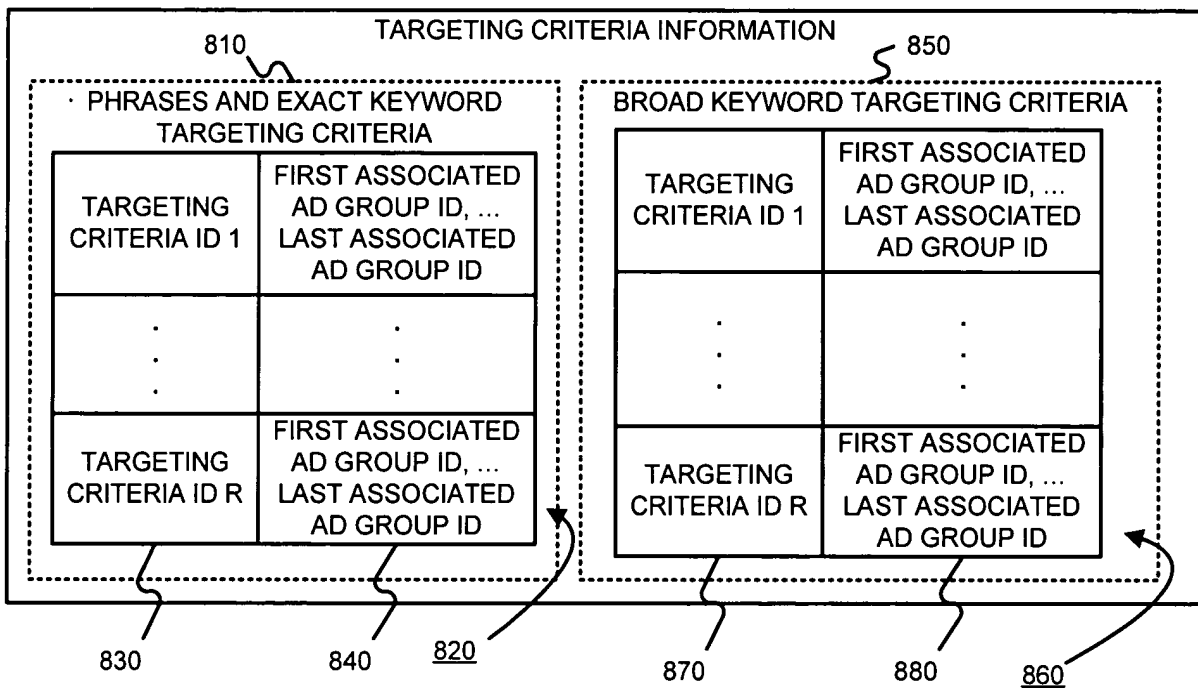 TARGETING CRITERIA INFORMATION
810
850
· PHRASES AND EXACT KEYWORD
TARGETING CRITERIA
TARGETING
CRITERIA ID 1
FIRST ASSOCIATED
AD GROUP ID, ...
LAST ASSOCIATED
AD GROUP ID
.
.
.
.
.
.
TARGETING
CRITERIA ID R
FIRST ASSOCIATED
AD GROUP ID, ...
LAST ASSOCIATED
AD GROUP ID
BROAD KEYWORD TARGETING CRITERIA
TARGETING
CRITERIA ID 1
FIRST ASSOCIATED
AD GROUP ID, ...
LAST ASSOCIATED
AD GROUP ID
.
.
.
.
.
.
TARGETING
CRITERIA ID R
FIRST ASSOCIATED
AD GROUP ID, ...
LAST ASSOCIATED
AD GROUP ID
830
840
820
870
880
860